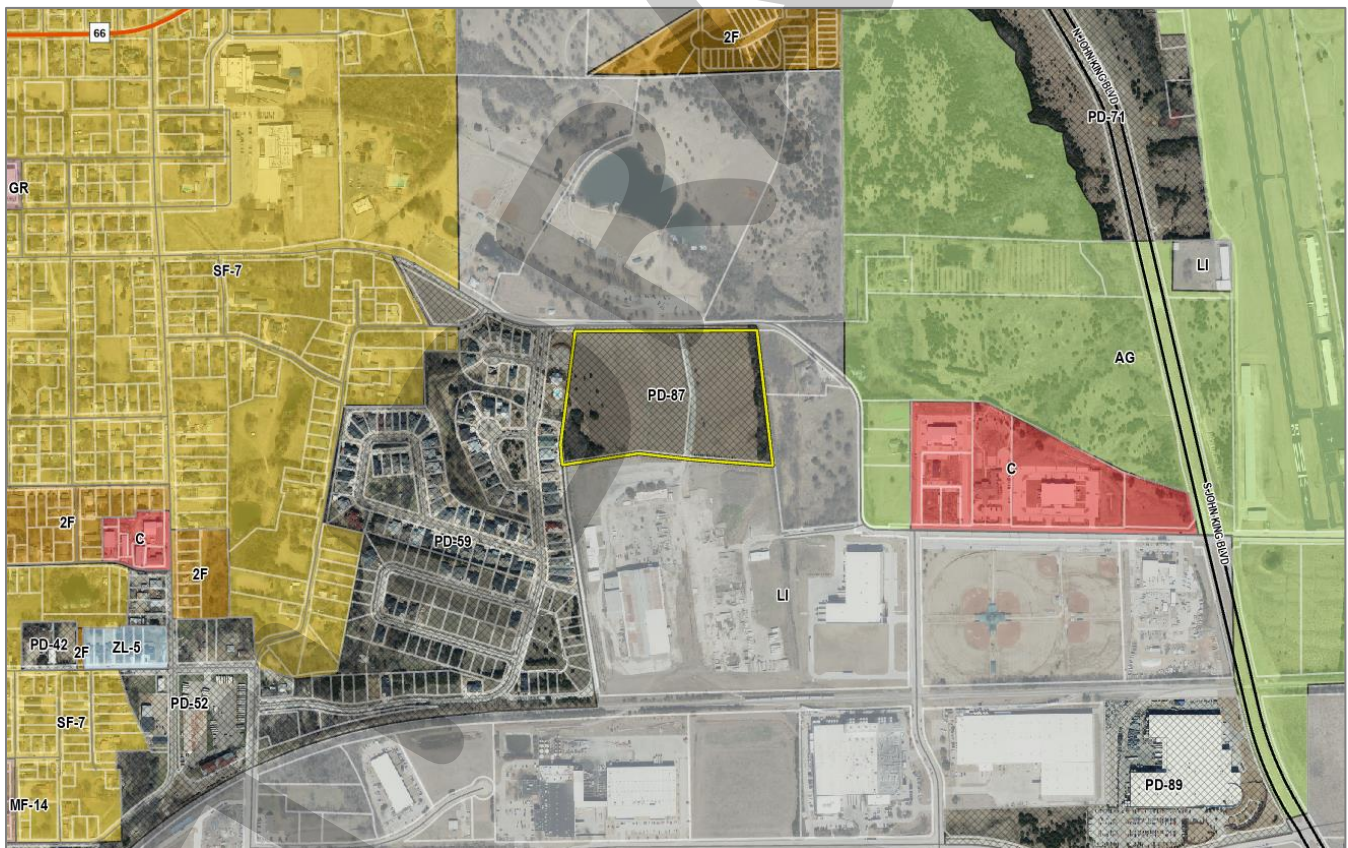 66
2F
N JOHN KING BLVD
PD-71
GR
SF-7
LI
AG
PD-87
C
2F
C
PD-59
2F
S JOHN KING BLVD
LI
PD-42
2F
ZL-5
PD-52
SF-7
PD-89
MF-14